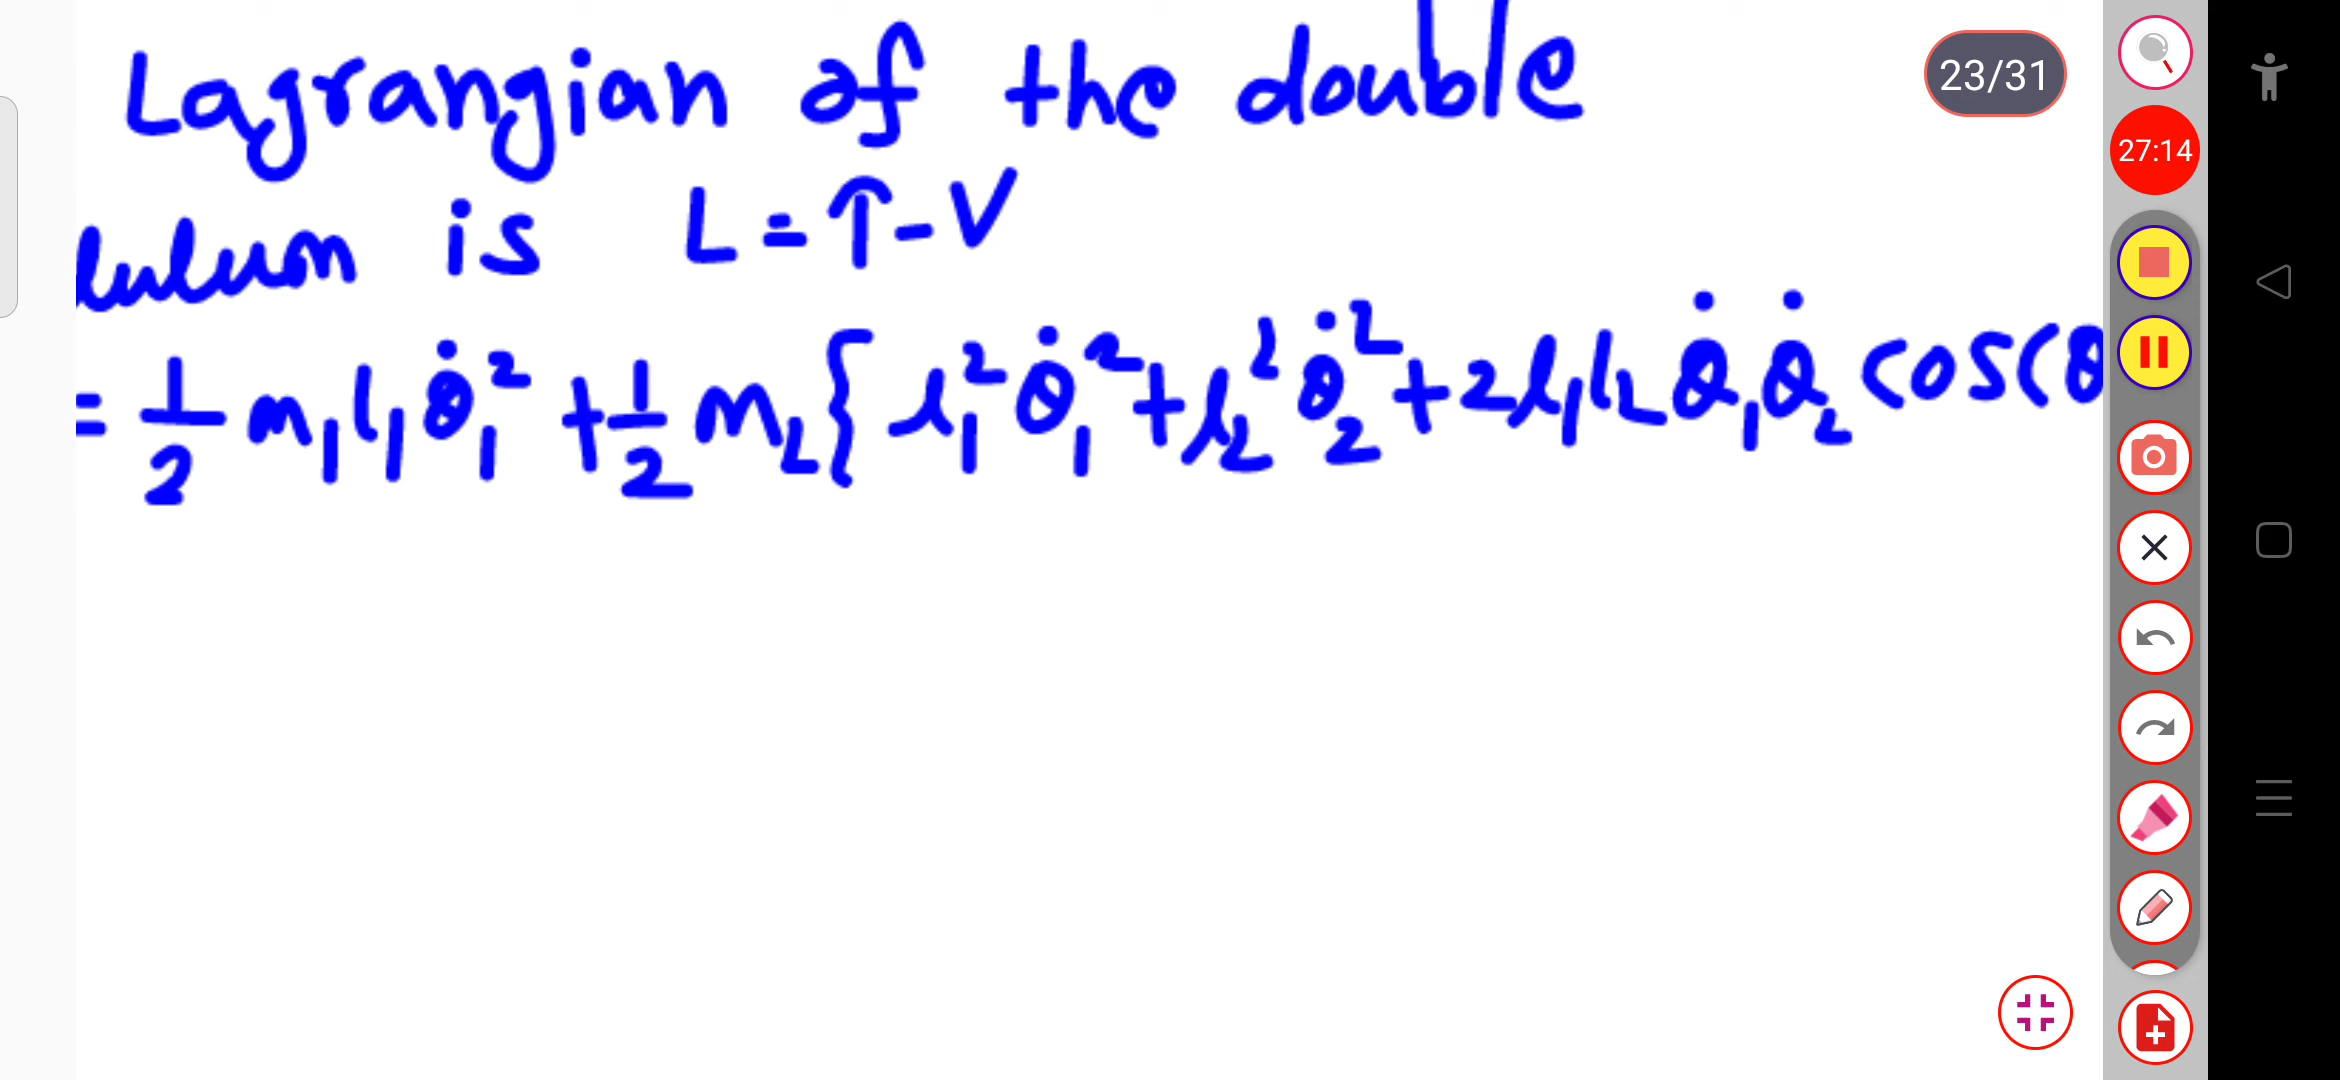 Lagrangian of the double
lulum is L = T - V
= 1/2 m₁l₁θ̇₁² + 1/2 m₂{l₁²θ̇₁² + l₂²θ̇₂² + 2l₁l₂θ̇₁θ̇₂ cos(θ
23/31
27:14